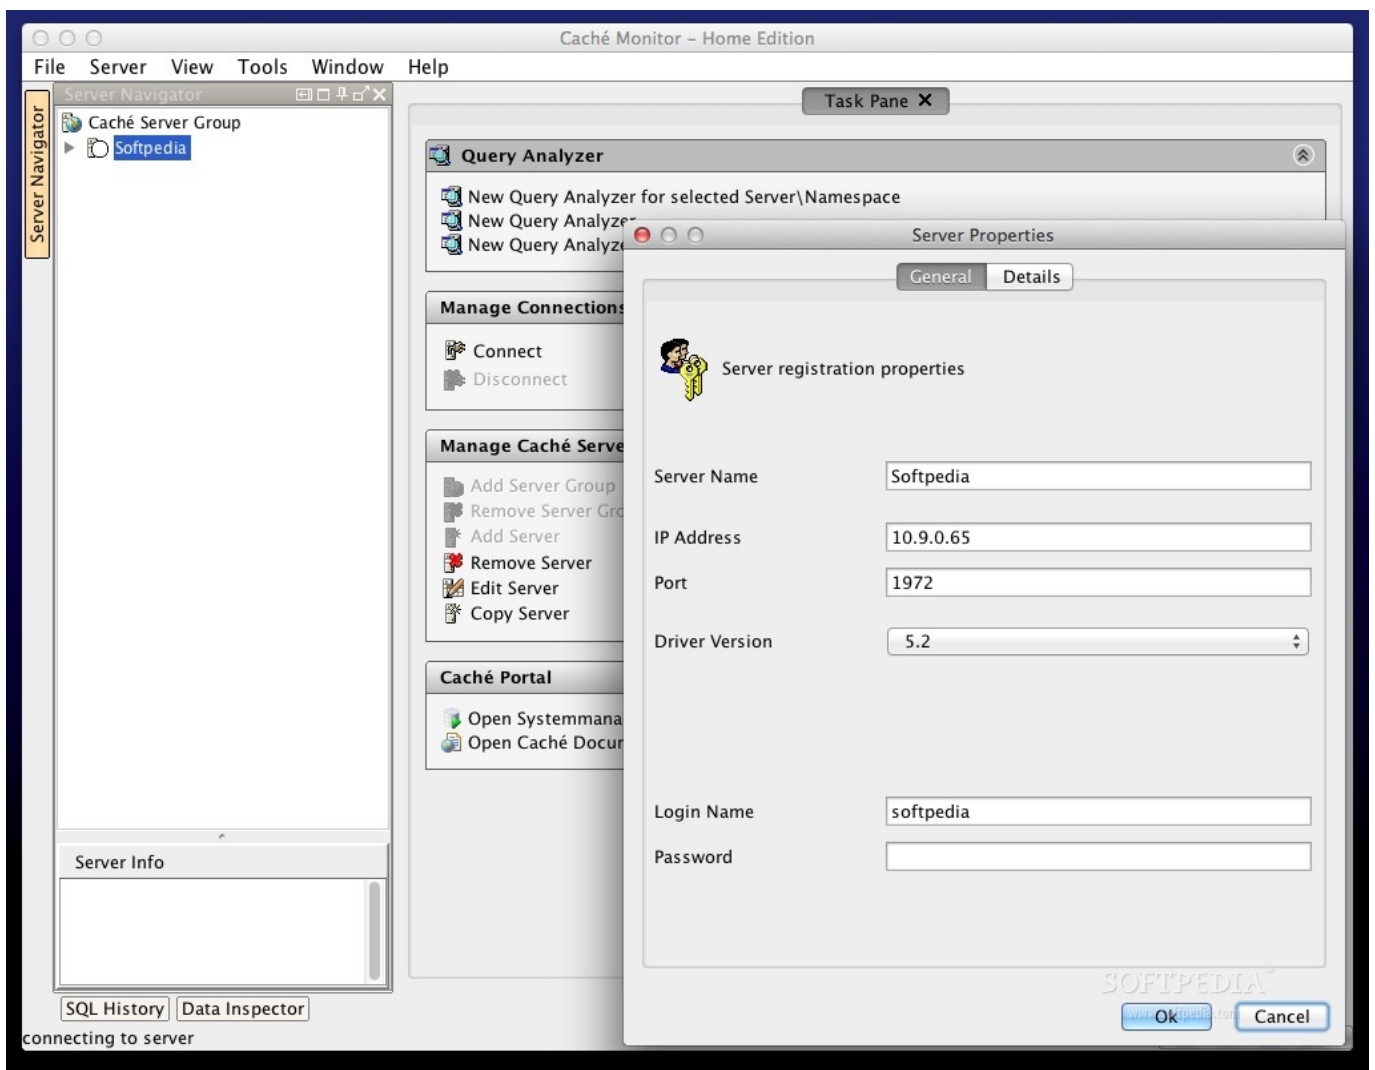 Caché Monitor – Home Edition
File Server View Tools Window Help
Server Navigator
Server Navigator
Caché Server Group
Softpedia
Task Pane
Query Analyzer
New Query Analyzer for selected Server\Namespace
New Query Analyzer
New Query Analyze
Manage Connections
Connect
Disconnect
Manage Caché Serve
Add Server Group
Remove Server Gro
Add Server
Remove Server
Edit Server
Copy Server
Caché Portal
Open Systemmana
Open Caché Docur
Server Info
SQL History Data Inspector
connecting to server
Server Properties
General Details
Server registration properties
Server Name Softpedia
IP Address 10.9.0.65
Port 1972
Driver Version 5.2
Login Name softpedia
Password
SOFTPEDIA
Ok Cancel